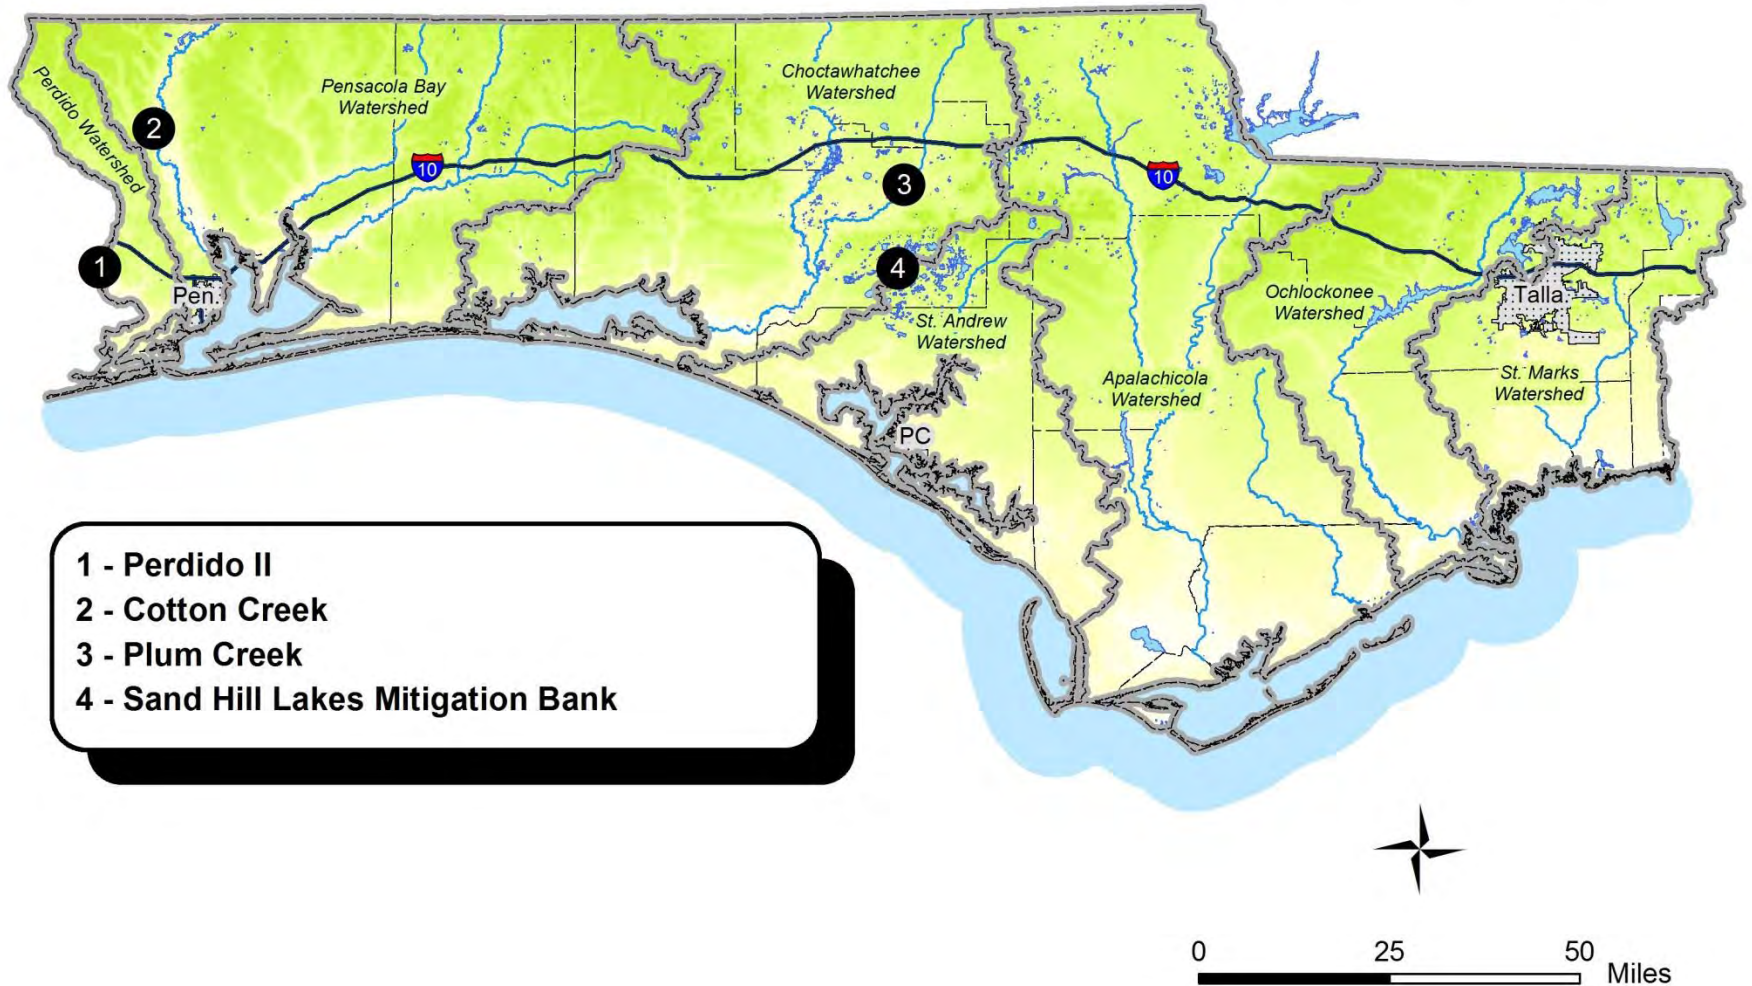 Perdido Watershed
Pensacola Bay
Watershed
Choctawhatchee
Watershed
2
10
10
3
1
4
Pen.
Talla.
Ochlockonee
Watershed
St. Andrew
Watershed
Apalachicola
Watershed
St. Marks
Watershed
PC
1 - Perdido II
2 - Cotton Creek
3 - Plum Creek
4 - Sand Hill Lakes Mitigation Bank
0 25 50
Miles